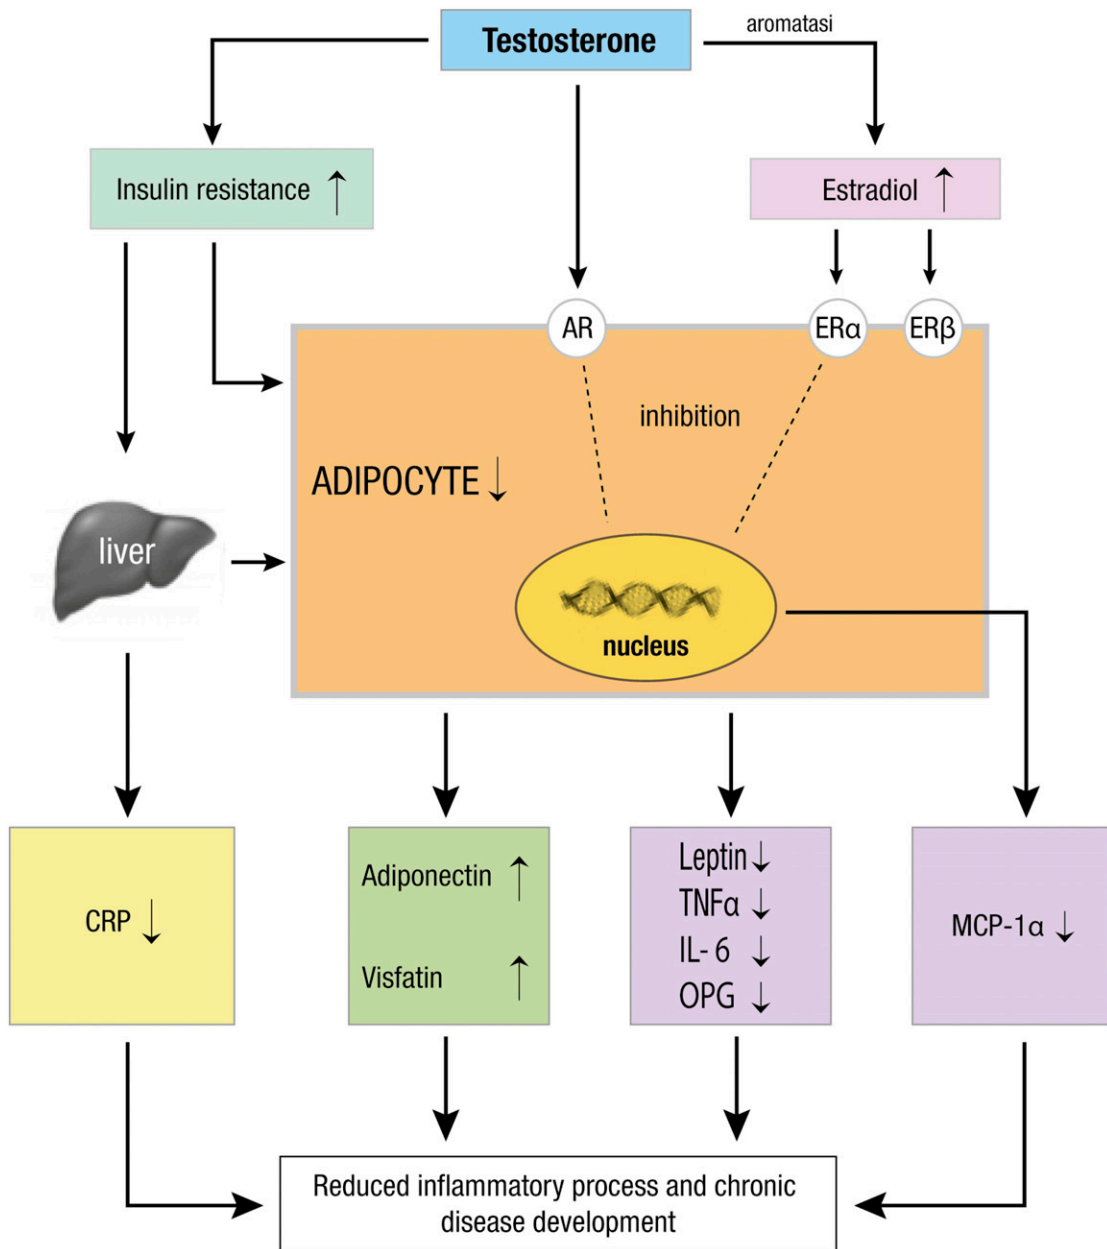 Testosterone
aromatasi
Insulin resistance ↑
Estradiol ↑
AR
ERα
ERβ
inhibition
ADIPOCYTE ↓
liver
nucleus
CRP ↓
Adiponectin ↑
Visfatin ↑
Leptin ↓
TNFα ↓
IL- 6 ↓
OPG ↓
MCP-1α ↓
Reduced inflammatory process and chronic
disease development